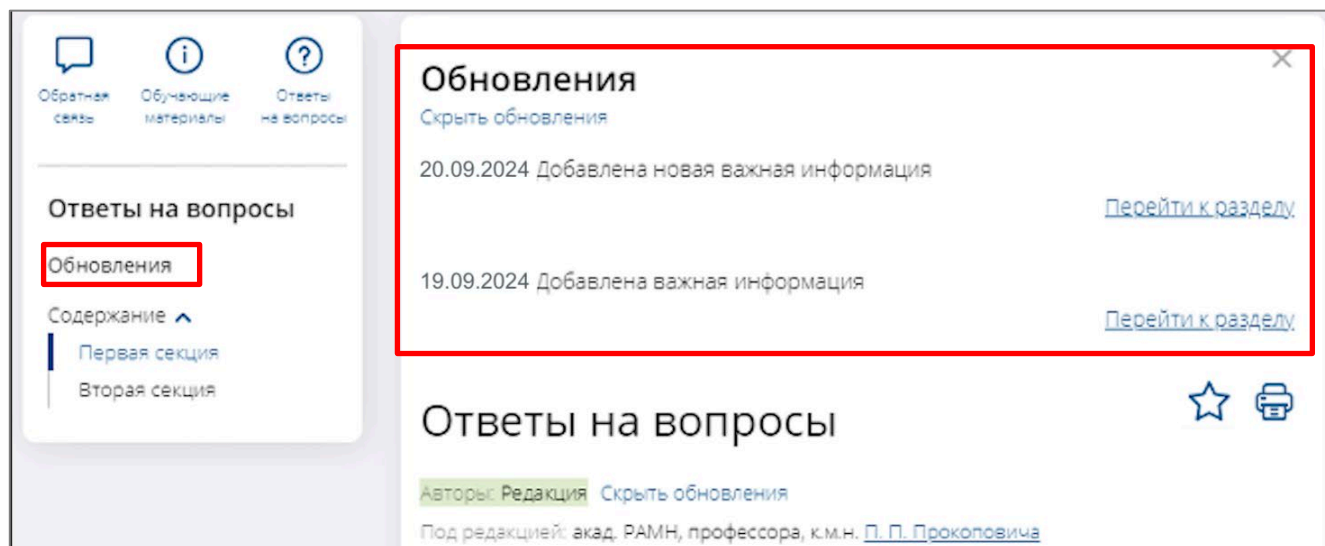 Обратная связь
Обучающие материалы
Ответы на вопросы
Ответы на вопросы
Обновления
Содержание
Первая секция
Вторая секция
Обновления
Скрыть обновления
20.09.2024 Добавлена новая важная информация
Перейти к разделу
19.09.2024 Добавлена важная информация
Перейти к разделу
Ответы на вопросы
Авторы: Редакция Скрыть обновления
Под редакцией: акад. РАМН, профессора, к.м.н. П. П. Прокоповича